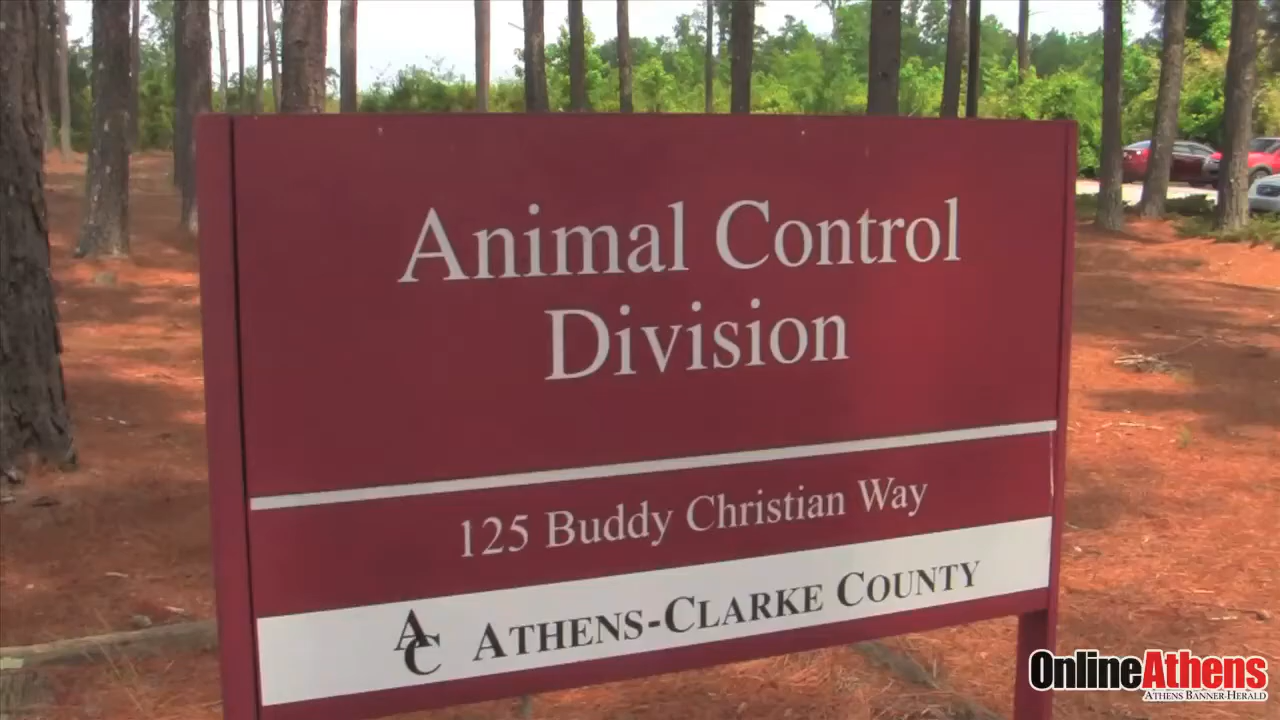 Animal Control
Division
125 Buddy Christian Way
AC ATHENS-CLARKE COUNTY
OnlineAthens
ATHENS BANNER-HERALD